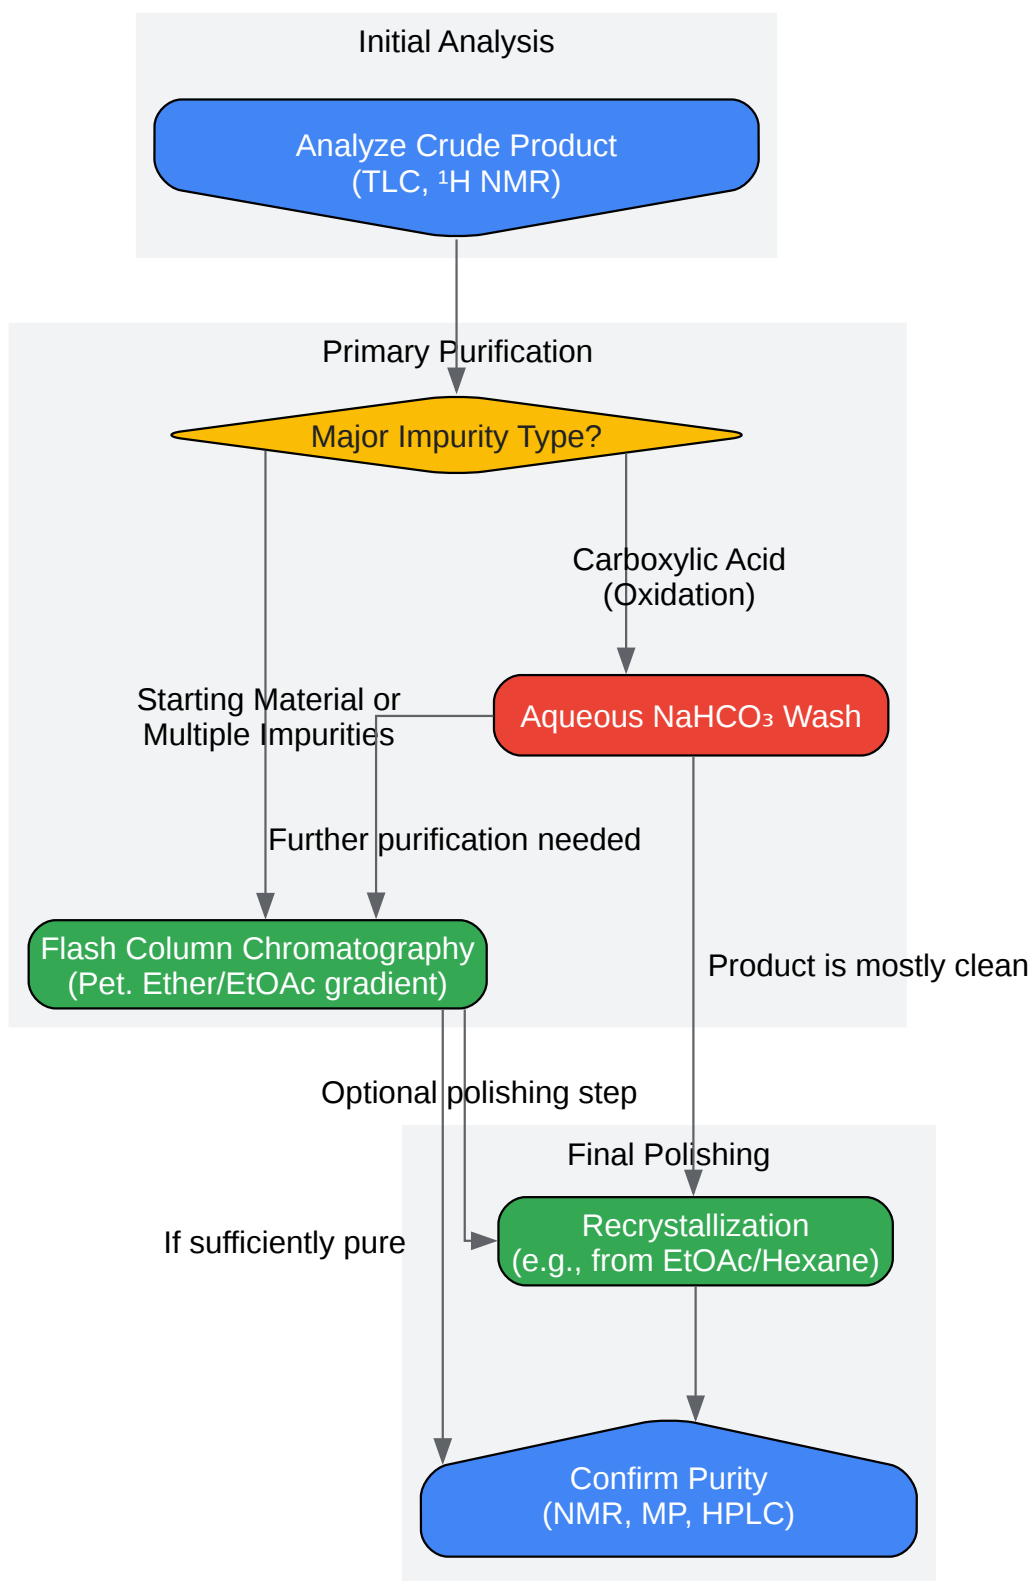 Initial Analysis
Analyze Crude Product
(TLC, ¹H NMR)
Primary Purification
Major Impurity Type?
Carboxylic Acid
(Oxidation)
Starting Material or
Multiple Impurities
Aqueous NaHCO₃ Wash
Further purification needed
Flash Column Chromatography
(Pet. Ether/EtOAc gradient)
Product is mostly clean
Optional polishing step
Final Polishing
Recrystallization
(e.g., from EtOAc/Hexane)
If sufficiently pure
Confirm Purity
(NMR, MP, HPLC)